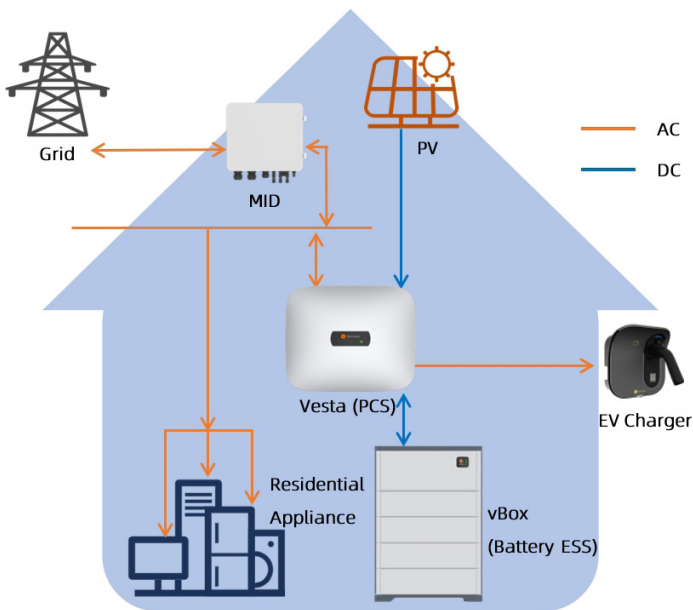 Grid
MID
PV
AC
DC
Vesta (PCS)
EV Charger
Residential
Appliance
vBox
(Battery ESS)